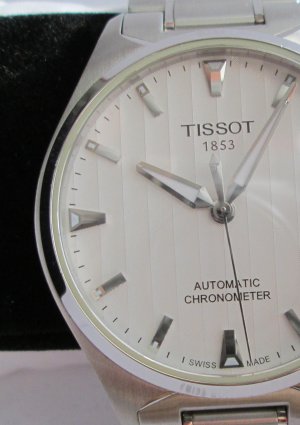 TISSOT
1853
AUTOMATIC
CHRONOMETER
SWISS MADE